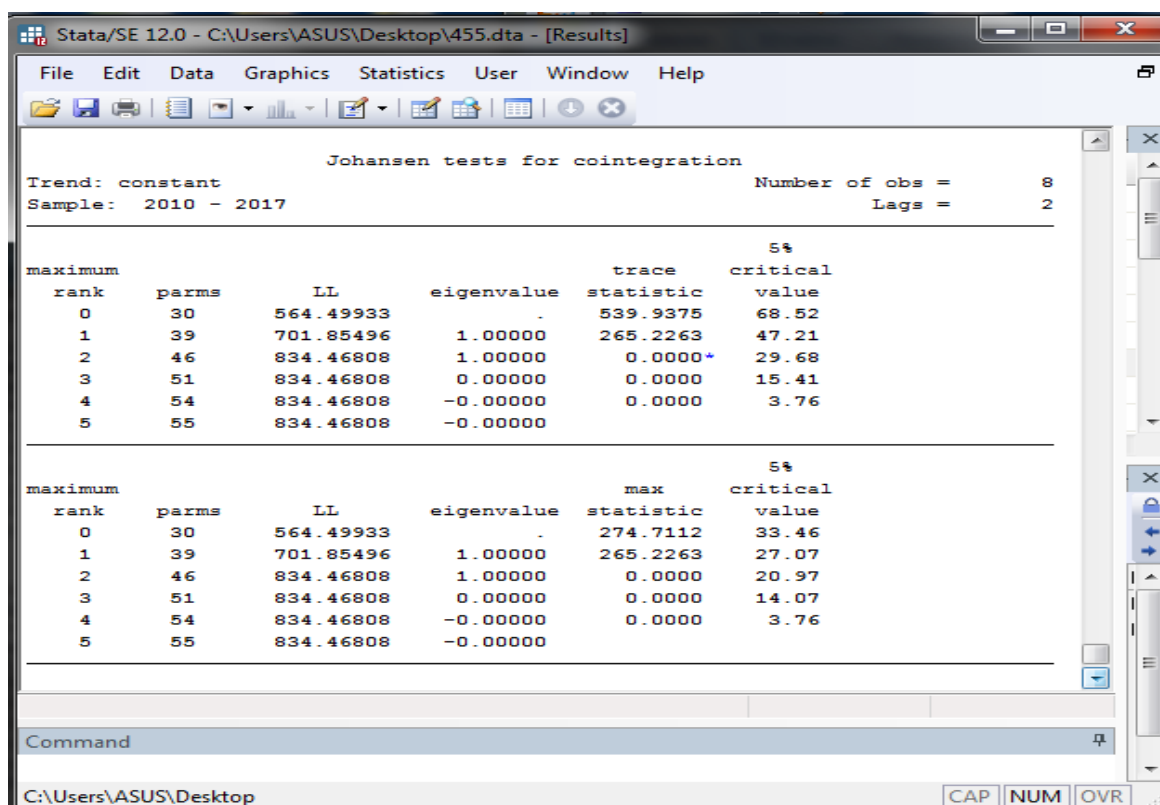 Stata/SE 12.0 - C:\Users\ASUS\Desktop\455.dta - [Results]
File Edit Data Graphics Statistics User Window Help
Johansen tests for cointegration
Trend: constant Number of obs = 8
Sample: 2010 - 2017 Lags = 2
5%
maximum trace critical
rank parms LL eigenvalue statistic value
0 30 564.49933 . 539.9375 68.52
1 39 701.85496 1.00000 265.2263 47.21
2 46 834.46808 1.00000 0.0000* 29.68
3 51 834.46808 0.00000 0.0000 15.41
4 54 834.46808 -0.00000 0.0000 3.76
5 55 834.46808 -0.00000
5%
maximum max critical
rank parms LL eigenvalue statistic value
0 30 564.49933 . 274.7112 33.46
1 39 701.85496 1.00000 265.2263 27.07
2 46 834.46808 1.00000 0.0000 20.97
3 51 834.46808 0.00000 0.0000 14.07
4 54 834.46808 -0.00000 0.0000 3.76
5 55 834.46808 -0.00000
Command
C:\Users\ASUS\Desktop CAP NUM OVR